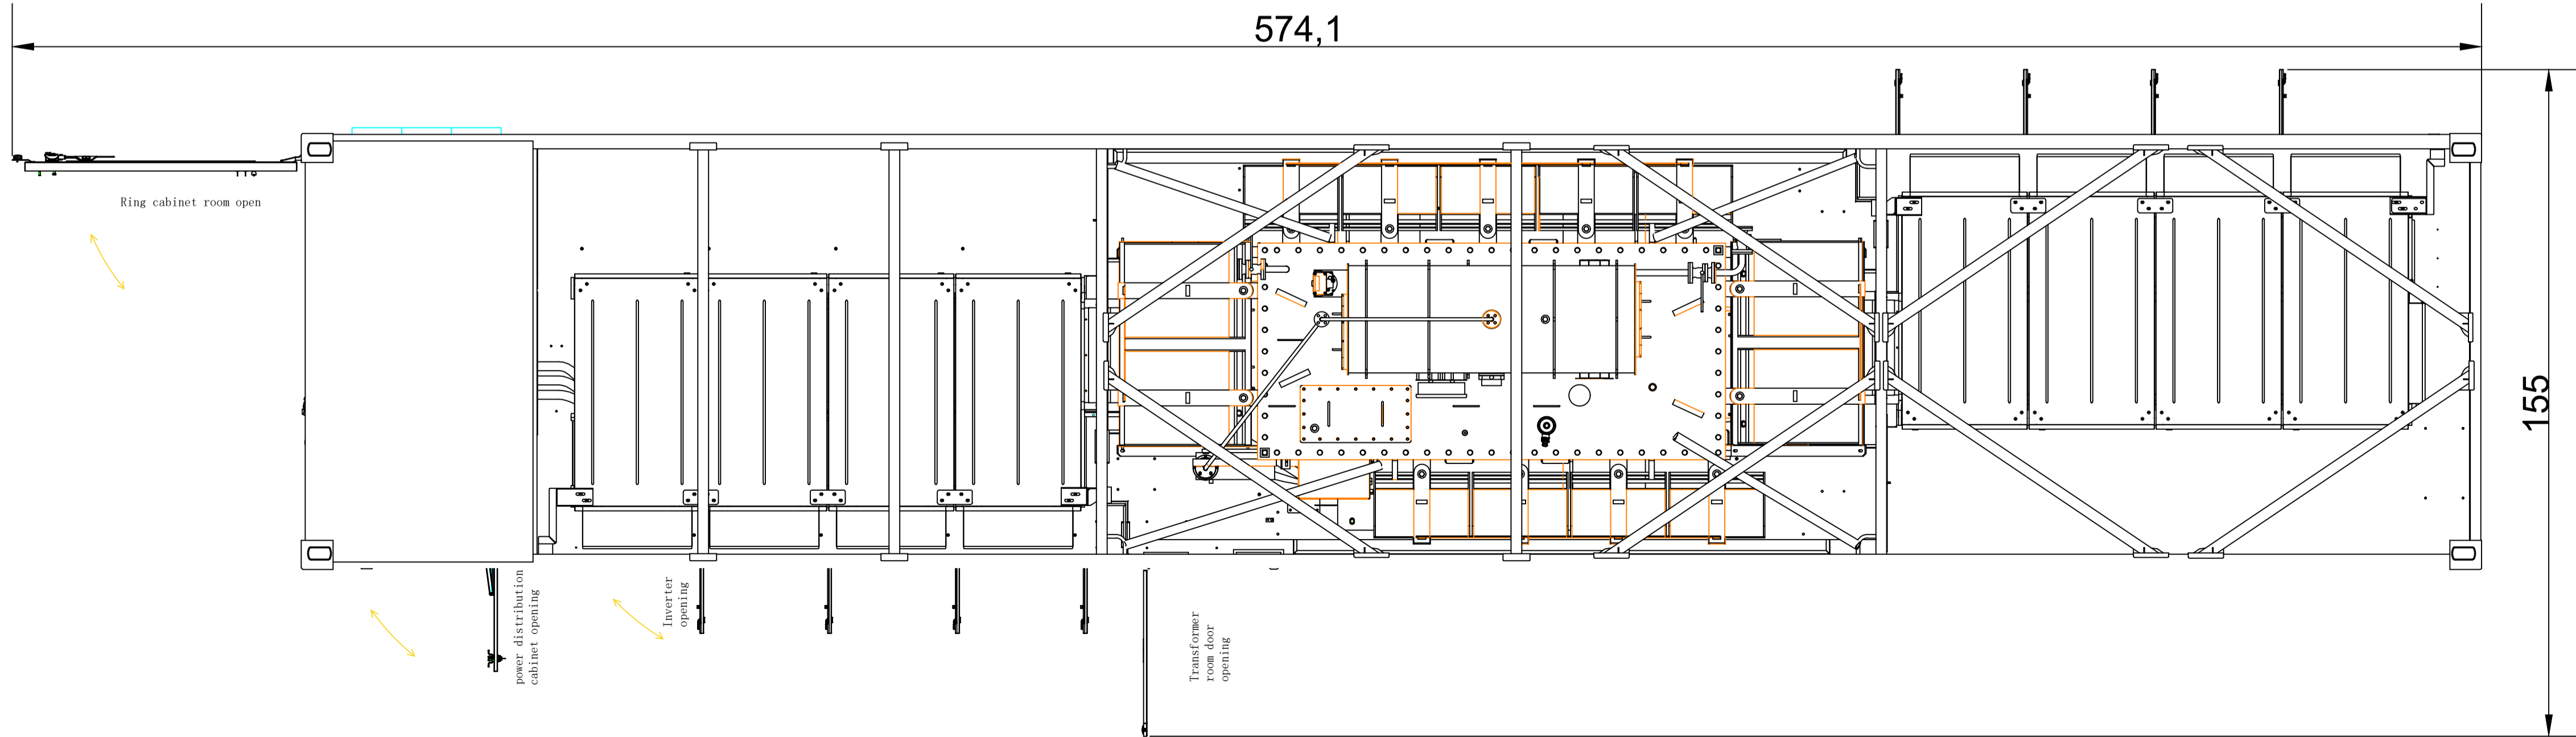 574,1
Ring cabinet room open
155
power distribution
cabinet opening
Inverter
opening
Transformer
room door
opening